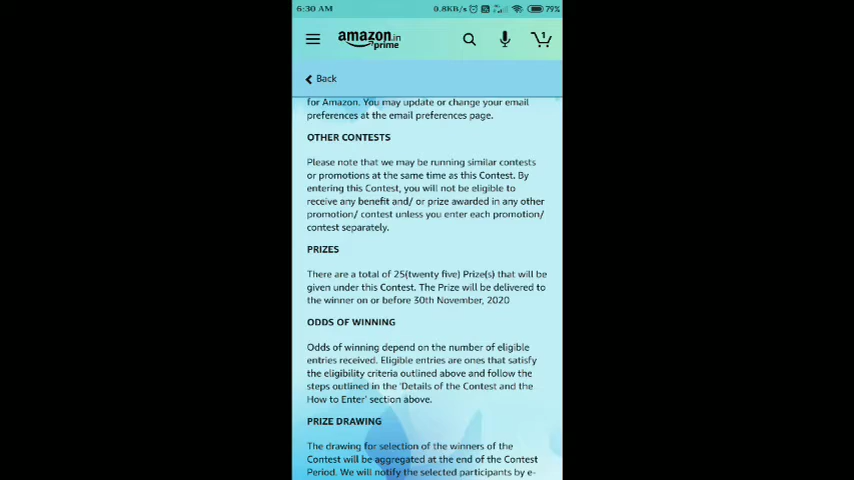 6:30 AM 0.8KB/s 79%
amazon.in
prime
1
Back
for Amazon. You may update or change your email
preferences at the email preferences page.
OTHER CONTESTS
Please note that we may be running similar contests
or promotions at the same time as this Contest. By
entering this Contest, you will not be eligible to
receive any benefit and/ or prize awarded in any other
promotion/ contest unless you enter each promotion/
contest separately.
PRIZES
There are a total of 25(twenty five) Prize(s) that will be
given under this Contest. The Prize will be delivered to
the winner on or before 30th November, 2020
ODDS OF WINNING
Odds of winning depend on the number of eligible
entries received. Eligible entries are ones that satisfy
the eligibility criteria outlined above and follow the
steps outlined in the 'Details of the Contest and the
How to Enter' section above.
PRIZE DRAWING
The drawing for selection of the winners of the
Contest will be aggregated at the end of the Contest
Period. We will notify the selected participants by e-